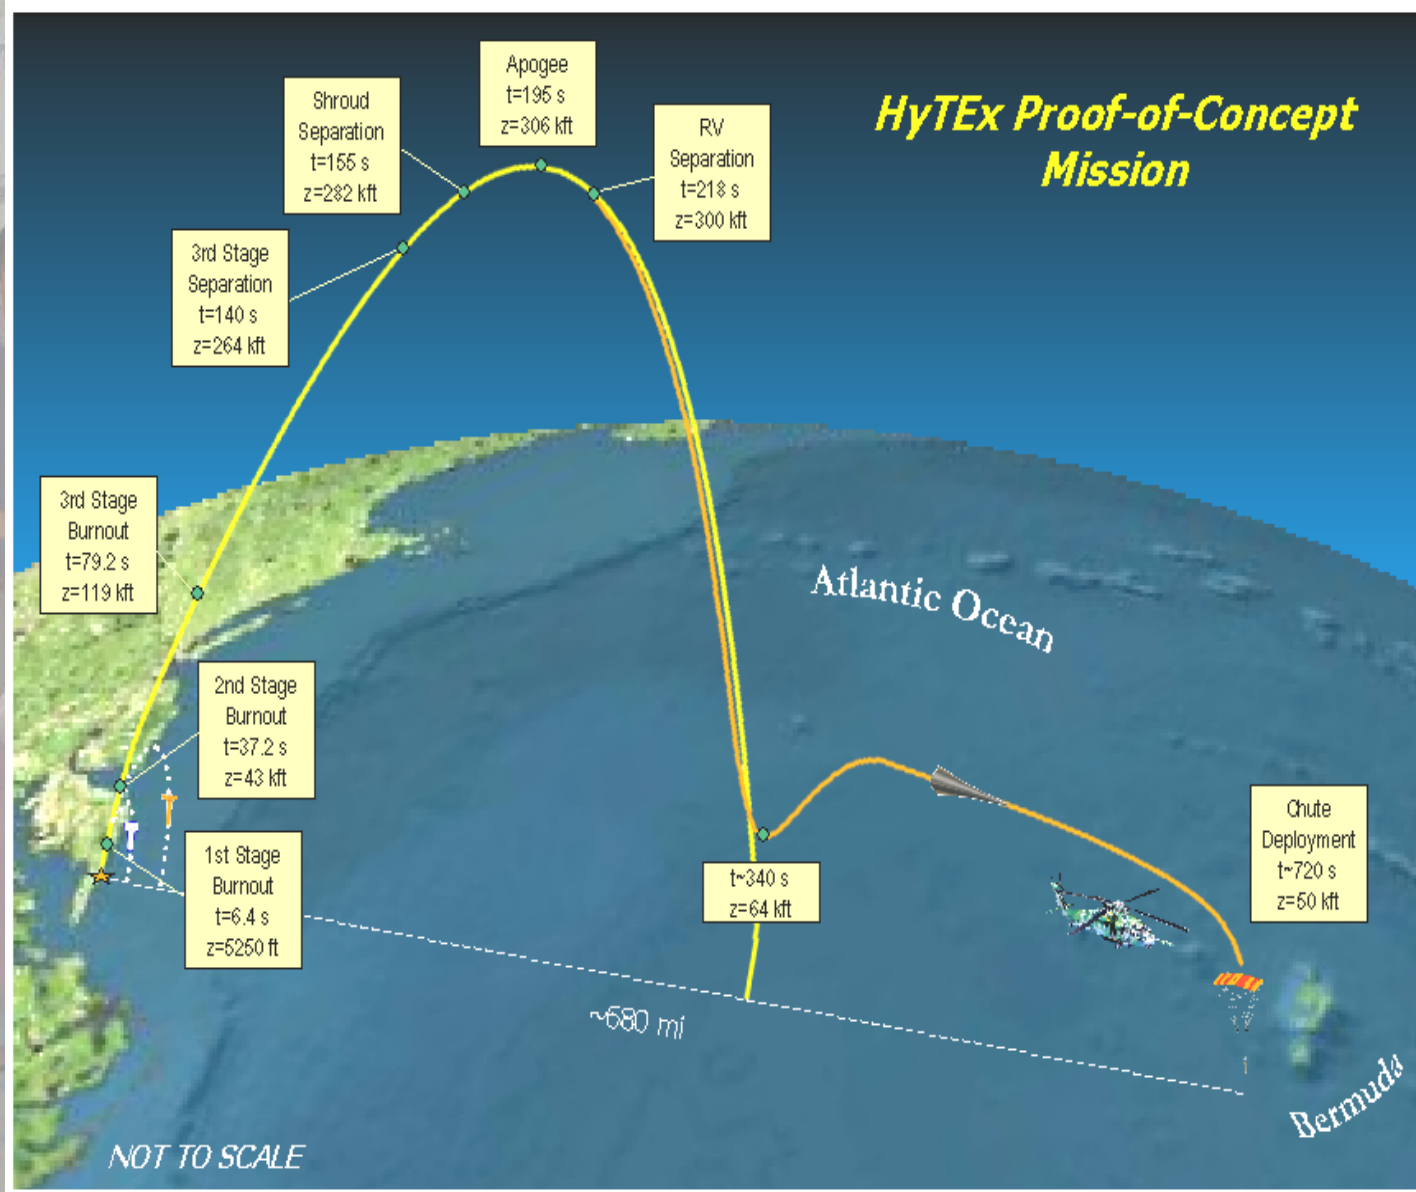 HyTEx Proof-of-Concept
Mission
Apogee
t=195 s
z=306 kft
Shroud
Separation
t=155 s
z=282 kft
RV
Separation
t=218 s
z=300 kft
3rd Stage
Separation
t=140 s
z=264 kft
3rd Stage
Burnout
t=79.2 s
z=119 kft
Atlantic Ocean
2nd Stage
Burnout
t=37.2 s
z=43 kft
1st Stage
Burnout
t=6.4 s
z=5250 ft
t~340 s
z=64 kft
Chute
Deployment
t~720 s
z=50 kft
~680 mi
Bermuda
NOT TO SCALE